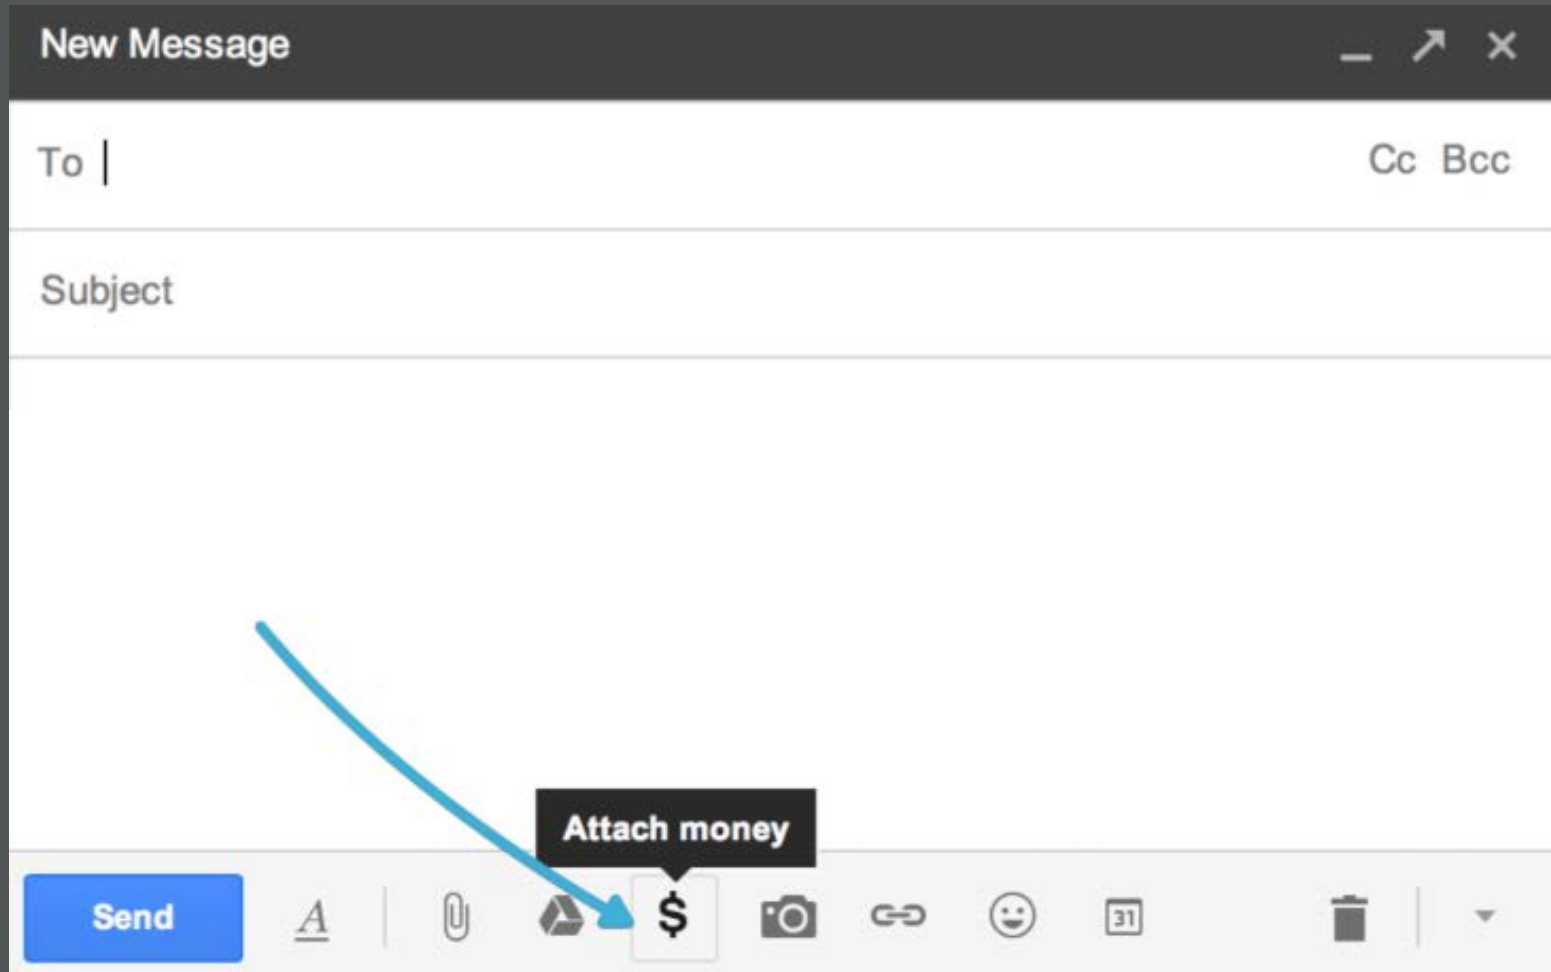 New Message
To Cc Bcc
Subject
Attach money
Send A $ 31